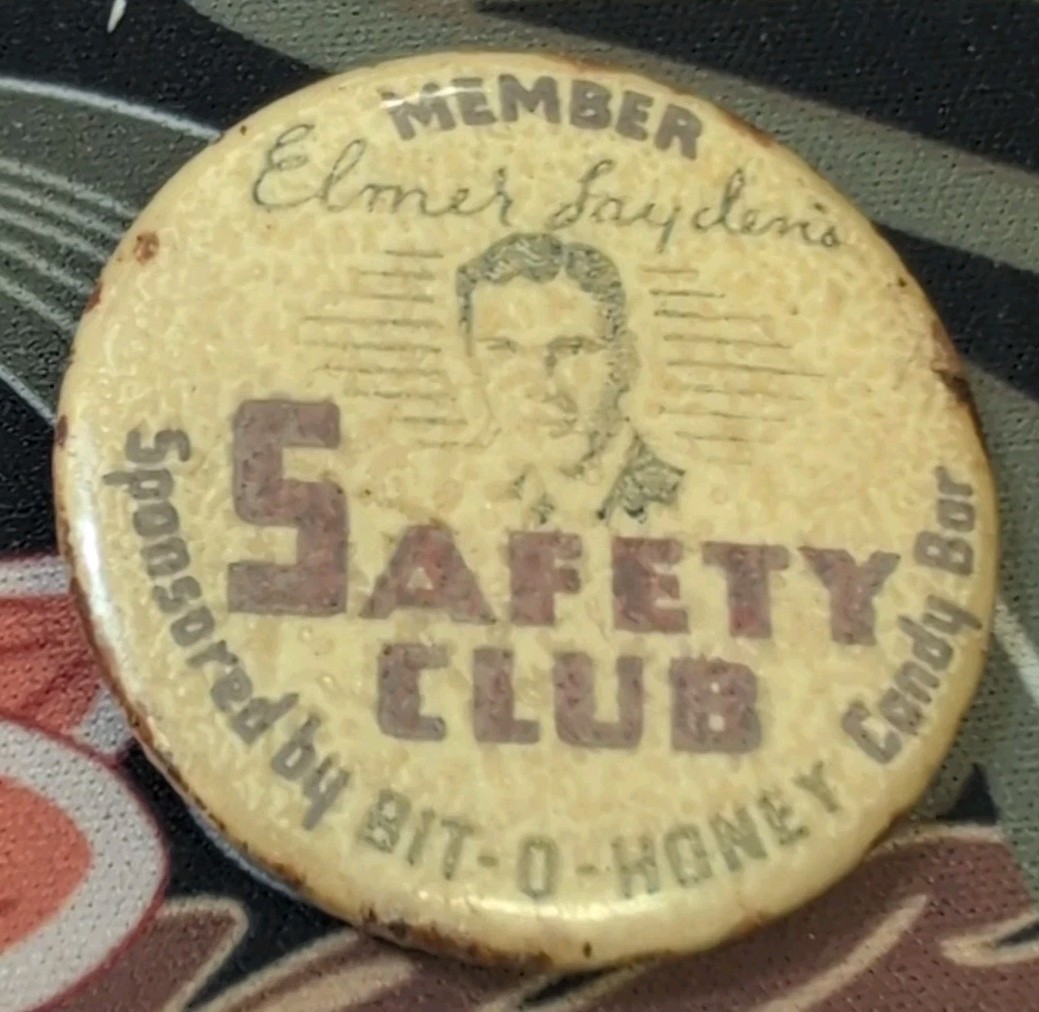 MEMBER
Elmer Layden's
SAFETY
CLUB
Sponsored by BIT-O-HONEY Candy Bar